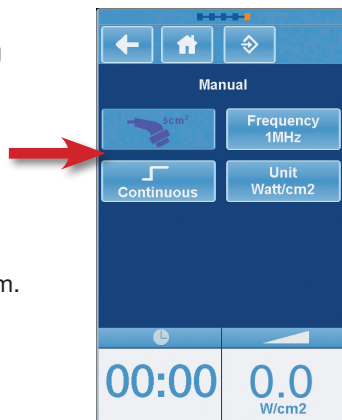 Manual
5cm²
Frequency
1MHz
Continuous
Unit
Watt/cm2
m.
00:00
0.0
W/cm2